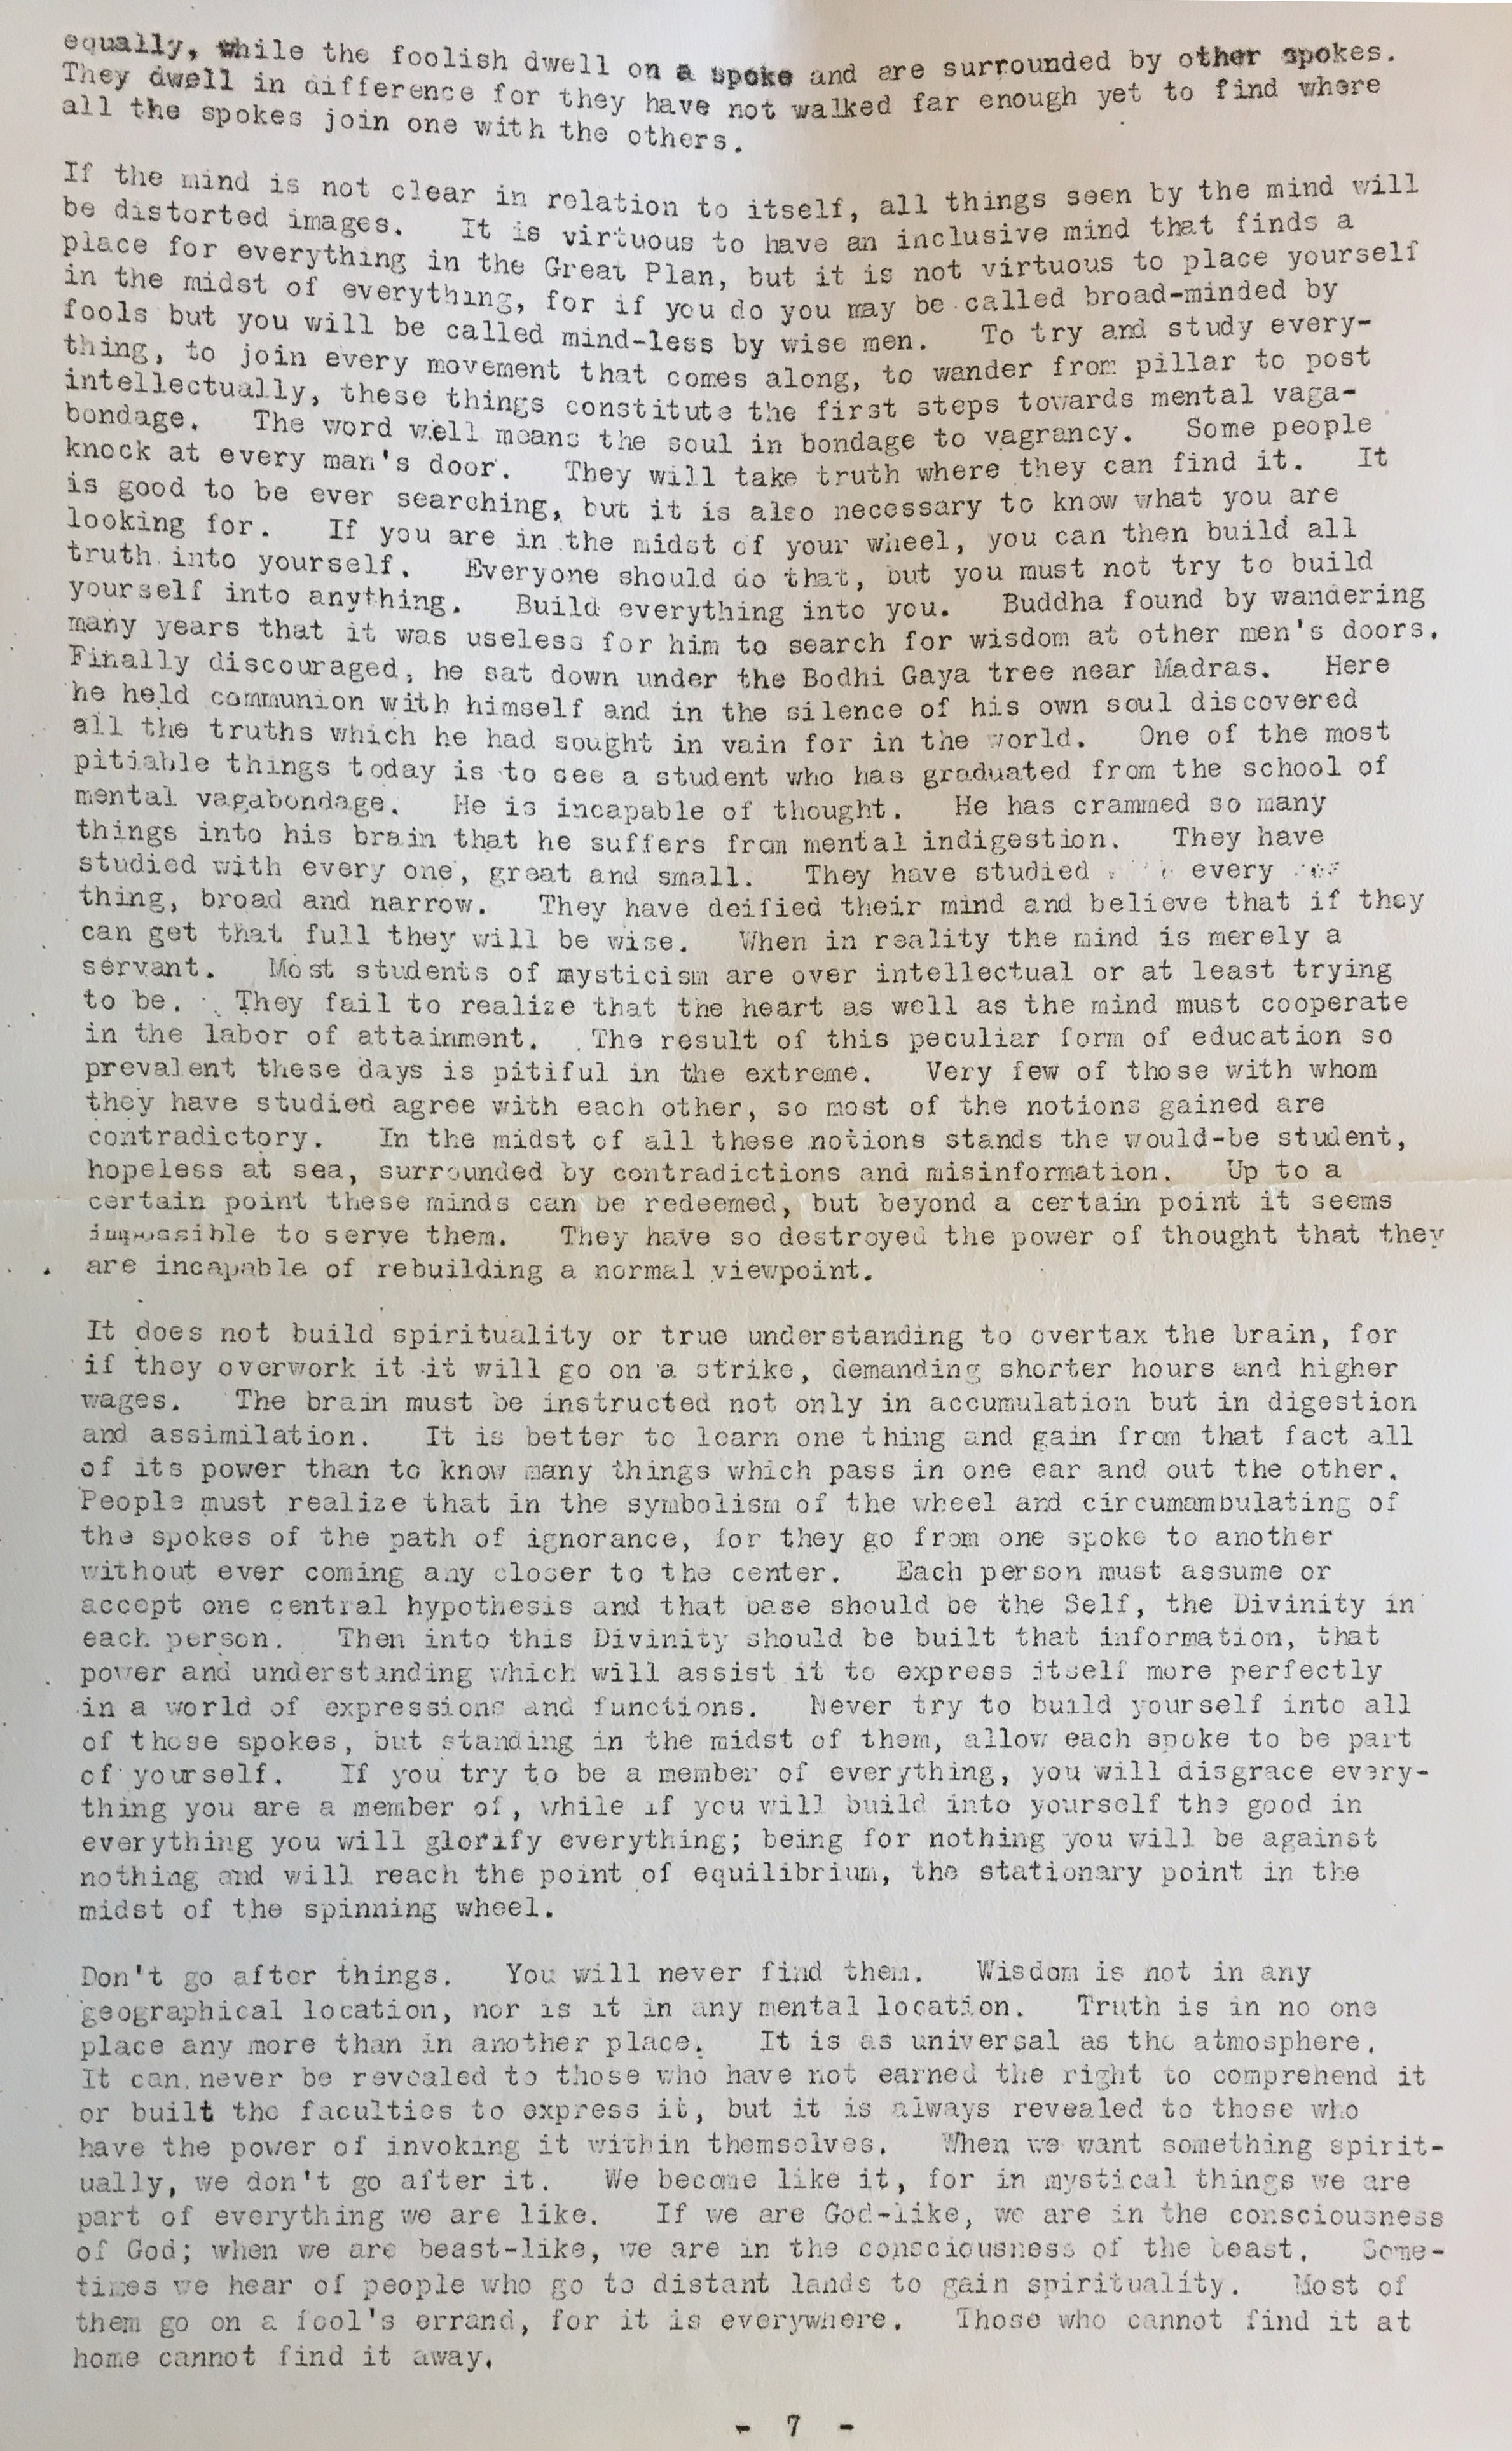 equally, while the foolish dwell on a spoke and are surrounded by other spokes.
They dwell in difference for they have not walked far enough yet to find where
all the spokes join one with the others.
If the mind is not clear in relation to itself, all things seen by the mind will
be distorted images. It is virtuous to have an inclusive mind that finds a
place for everything in the Great Plan, but it is not virtuous to place yourself
in the midst of everything, for if you do you may be called broad-minded by
fools but you will be called mind-less by wise men. To try and study every-
thing, to join every movement that comes along, to wander from pillar to post
intellectually, these things constitute the first steps towards mental vaga-
bondage. The word well means the soul in bondage to vagrancy. Some people
knock at every man's door. They will take truth where they can find it. It
is good to be ever searching, but it is also necessary to know what you are
looking for. If you are in the midst of your wheel, you can then build all
truth into yourself. Everyone should do that, but you must not try to build
yourself into anything. Build everything into you. Buddha found by wandering
many years that it was useless for him to search for wisdom at other men's doors.
Finally discouraged, he sat down under the Bodhi Gaya tree near Madras. Here
he held communion with himself and in the silence of his own soul discovered
all the truths which he had sought in vain for in the world. One of the most
pitiable things today is to see a student who has graduated from the school of
mental vagabondage. He is incapable of thought. He has crammed so many
things into his brain that he suffers from mental indigestion. They have
studied with every one, great and small. They have studied every
thing, broad and narrow. They have deified their mind and believe that if they
can get that full they will be wise. When in reality the mind is merely a
servant. Most students of mysticism are over intellectual or at least trying
to be. They fail to realize that the heart as well as the mind must cooperate
in the labor of attainment. The result of this peculiar form of education so
prevalent these days is pitiful in the extreme. Very few of those with whom
they have studied agree with each other, so most of the notions gained are
contradictory. In the midst of all these notions stands the would-be student,
hopeless at sea, surrounded by contradictions and misinformation. Up to a
certain point these minds can be redeemed, but beyond a certain point it seems
impossible to serve them. They have so destroyed the power of thought that they
are incapable of rebuilding a normal viewpoint.
It does not build spirituality or true understanding to overtax the brain, for
if they overwork it it will go on a strike, demanding shorter hours and higher
wages. The brain must be instructed not only in accumulation but in digestion
and assimilation. It is better to learn one thing and gain from that fact all
of its power than to know many things which pass in one ear and out the other.
People must realize that in the symbolism of the wheel and circumambulating of
the spokes of the path of ignorance, for they go from one spoke to another
without ever coming any closer to the center. Each person must assume or
accept one central hypothesis and that base should be the Self, the Divinity in
each person. Then into this Divinity should be built that information, that
power and understanding which will assist it to express itself more perfectly
in a world of expressions and functions. Never try to build yourself into all
of those spokes, but standing in the midst of them, allow each spoke to be part
of yourself. If you try to be a member of everything, you will disgrace every-
thing you are a member of, while if you will build into yourself the good in
everything you will glorify everything; being for nothing you will be against
nothing and will reach the point of equilibrium, the stationary point in the
midst of the spinning wheel.
Don't go after things. You will never find them. Wisdom is not in any
geographical location, nor is it in any mental location. Truth is in no one
place any more than in another place. It is as universal as the atmosphere.
It can never be revealed to those who have not earned the right to comprehend it
or built the faculties to express it, but it is always revealed to those who
have the power of invoking it within themselves. When we want something spirit-
ually, we don't go after it. We become like it, for in mystical things we are
part of everything we are like. If we are God-like, we are in the consciousness
of God; when we are beast-like, we are in the consciousness of the beast. Some-
times we hear of people who go to distant lands to gain spirituality. Most of
them go on a fool's errand, for it is everywhere. Those who cannot find it at
home cannot find it away.
- 7 -